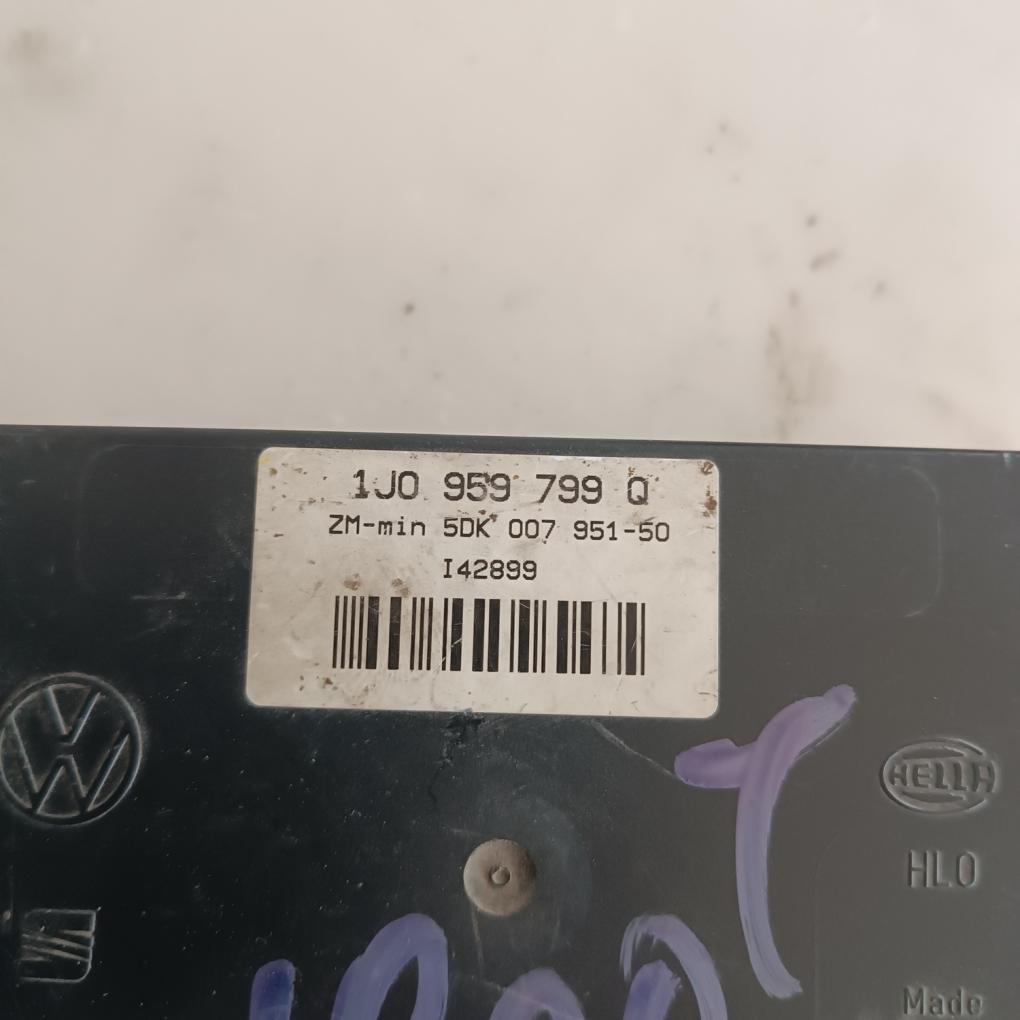 1J0 959 799 Q
ZM-min 5DK 007 951-50
I42899
HELLA
HLO
Made